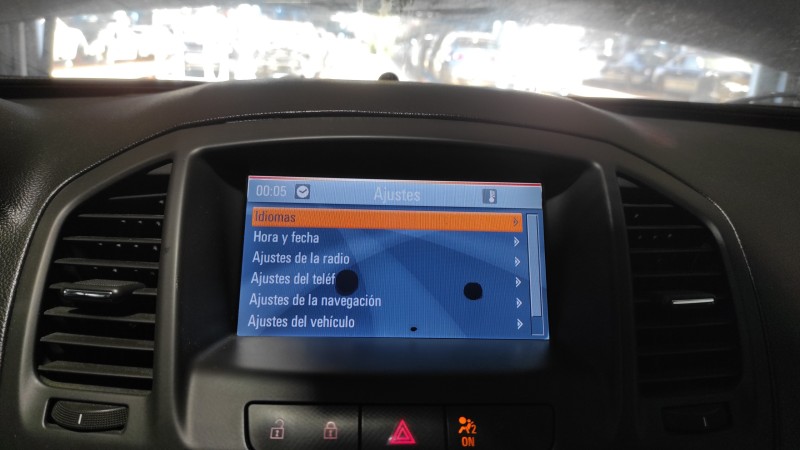 00:05 Ajustes
Idiomas
Hora y fecha
Ajustes de la radio
Ajustes del teléf
Ajustes de la navegación
Ajustes del vehículo
2
ON